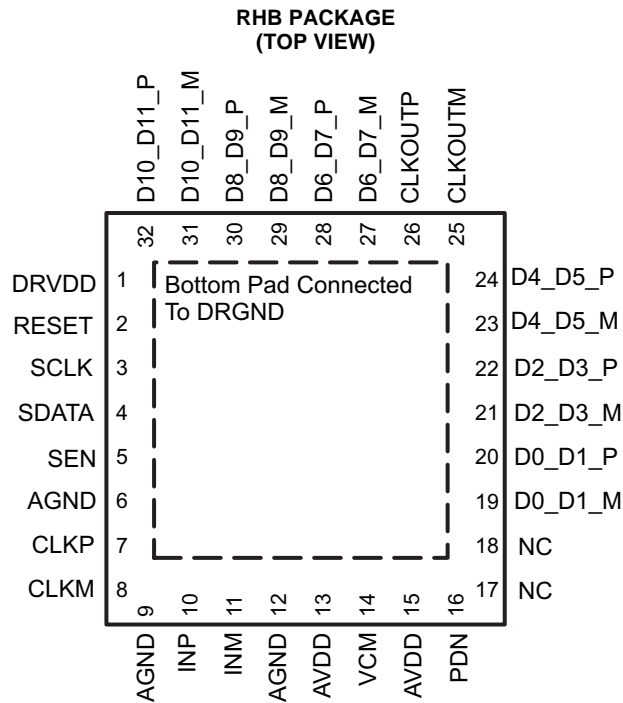 RHB PACKAGE
(TOP VIEW)
D10_D11_P
D10_D11_M
D8_D9_P
D8_D9_M
D6_D7_P
D6_D7_M
CLKOUTP
CLKOUTM
32
31
30
29
28
27
26
25
DRVDD 1
RESET 2
SCLK 3
SDATA 4
SEN 5
AGND 6
CLKP 7
CLKM 8
Bottom Pad Connected
To DRGND
24 D4_D5_P
23 D4_D5_M
22 D2_D3_P
21 D2_D3_M
20 D0_D1_P
19 D0_D1_M
18 NC
17 NC
9
10
11
12
13
14
15
16
AGND
INP
INM
AGND
AVDD
VCM
AVDD
PDN